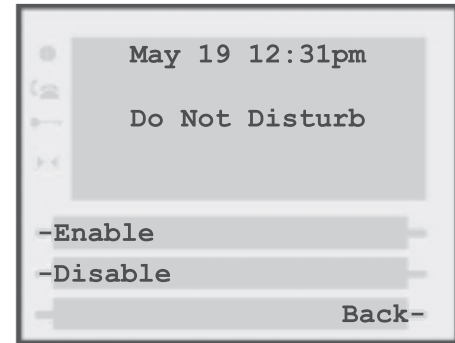 May 19 12:31pm
Do Not Disturb
-Enable
-Disable
Back-